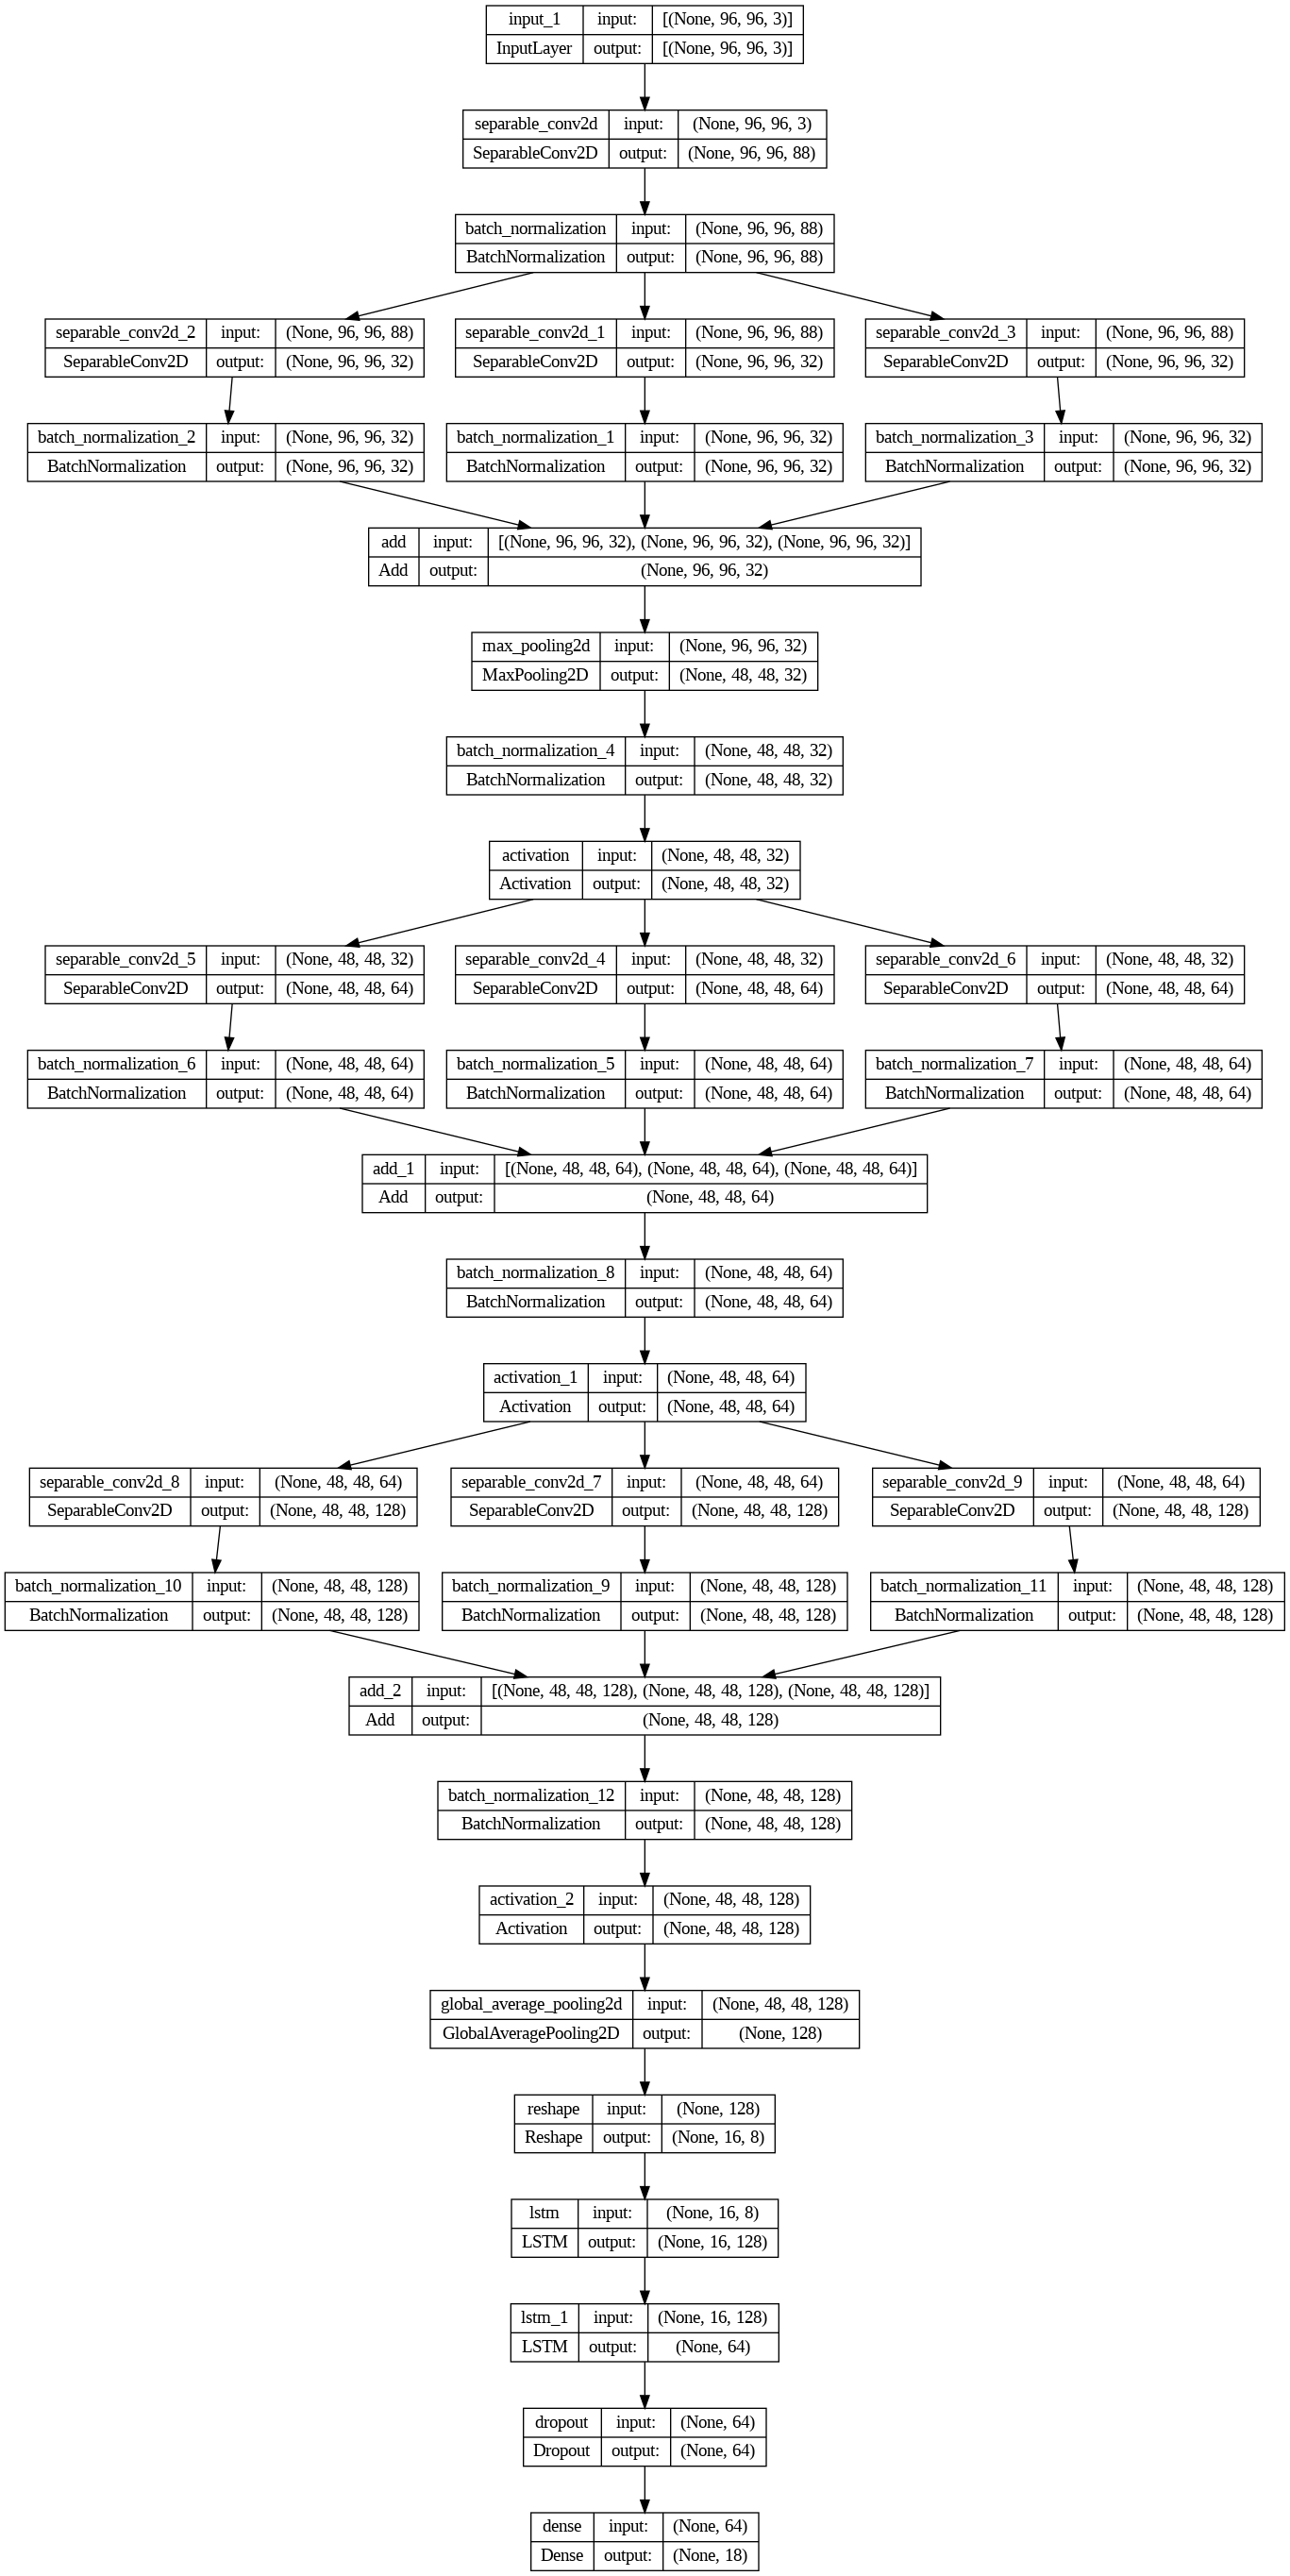 input_1 input: [(None, 96, 96, 3)]
InputLayer output: [(None, 96, 96, 3)]
separable_conv2d input: (None, 96, 96, 3)
SeparableConv2D output: (None, 96, 96, 88)
batch_normalization input: (None, 96, 96, 88)
BatchNormalization output: (None, 96, 96, 88)
separable_conv2d_2 input: (None, 96, 96, 88) separable_conv2d_1 input: (None, 96, 96, 88) separable_conv2d_3 input: (None, 96, 96, 88)
SeparableConv2D output: (None, 96, 96, 32) SeparableConv2D output: (None, 96, 96, 32) SeparableConv2D output: (None, 96, 96, 32)
batch_normalization_2 input: (None, 96, 96, 32) batch_normalization_1 input: (None, 96, 96, 32) batch_normalization_3 input: (None, 96, 96, 32)
BatchNormalization output: (None, 96, 96, 32) BatchNormalization output: (None, 96, 96, 32) BatchNormalization output: (None, 96, 96, 32)
add input: [(None, 96, 96, 32), (None, 96, 96, 32), (None, 96, 96, 32)]
Add output: (None, 96, 96, 32)
max_pooling2d input: (None, 96, 96, 32)
MaxPooling2D output: (None, 48, 48, 32)
batch_normalization_4 input: (None, 48, 48, 32)
BatchNormalization output: (None, 48, 48, 32)
activation input: (None, 48, 48, 32)
Activation output: (None, 48, 48, 32)
separable_conv2d_5 input: (None, 48, 48, 32) separable_conv2d_4 input: (None, 48, 48, 32) separable_conv2d_6 input: (None, 48, 48, 32)
SeparableConv2D output: (None, 48, 48, 64) SeparableConv2D output: (None, 48, 48, 64) SeparableConv2D output: (None, 48, 48, 64)
batch_normalization_6 input: (None, 48, 48, 64) batch_normalization_5 input: (None, 48, 48, 64) batch_normalization_7 input: (None, 48, 48, 64)
BatchNormalization output: (None, 48, 48, 64) BatchNormalization output: (None, 48, 48, 64) BatchNormalization output: (None, 48, 48, 64)
add_1 input: [(None, 48, 48, 64), (None, 48, 48, 64), (None, 48, 48, 64)]
Add output: (None, 48, 48, 64)
batch_normalization_8 input: (None, 48, 48, 64)
BatchNormalization output: (None, 48, 48, 64)
activation_1 input: (None, 48, 48, 64)
Activation output: (None, 48, 48, 64)
separable_conv2d_8 input: (None, 48, 48, 64) separable_conv2d_7 input: (None, 48, 48, 64) separable_conv2d_9 input: (None, 48, 48, 64)
SeparableConv2D output: (None, 48, 48, 128) SeparableConv2D output: (None, 48, 48, 128) SeparableConv2D output: (None, 48, 48, 128)
batch_normalization_10 input: (None, 48, 48, 128) batch_normalization_9 input: (None, 48, 48, 128) batch_normalization_11 input: (None, 48, 48, 128)
BatchNormalization output: (None, 48, 48, 128) BatchNormalization output: (None, 48, 48, 128) BatchNormalization output: (None, 48, 48, 128)
add_2 input: [(None, 48, 48, 128), (None, 48, 48, 128), (None, 48, 48, 128)]
Add output: (None, 48, 48, 128)
batch_normalization_12 input: (None, 48, 48, 128)
BatchNormalization output: (None, 48, 48, 128)
activation_2 input: (None, 48, 48, 128)
Activation output: (None, 48, 48, 128)
global_average_pooling2d input: (None, 48, 48, 128)
GlobalAveragePooling2D output: (None, 128)
reshape input: (None, 128)
Reshape output: (None, 16, 8)
lstm input: (None, 16, 8)
LSTM output: (None, 16, 128)
lstm_1 input: (None, 16, 128)
LSTM output: (None, 64)
dropout input: (None, 64)
Dropout output: (None, 64)
dense input: (None, 64)
Dense output: (None, 18)